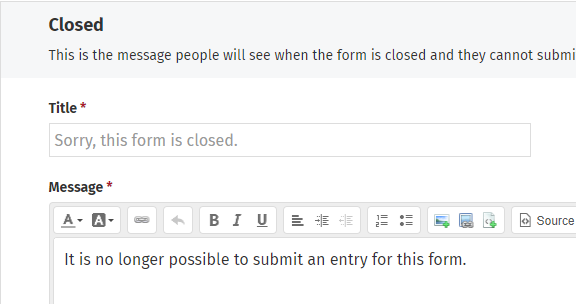 Closed
This is the message people will see when the form is closed and they cannot submi
Title *
Sorry, this form is closed.
Message *
A A B I U Source
It is no longer possible to submit an entry for this form.